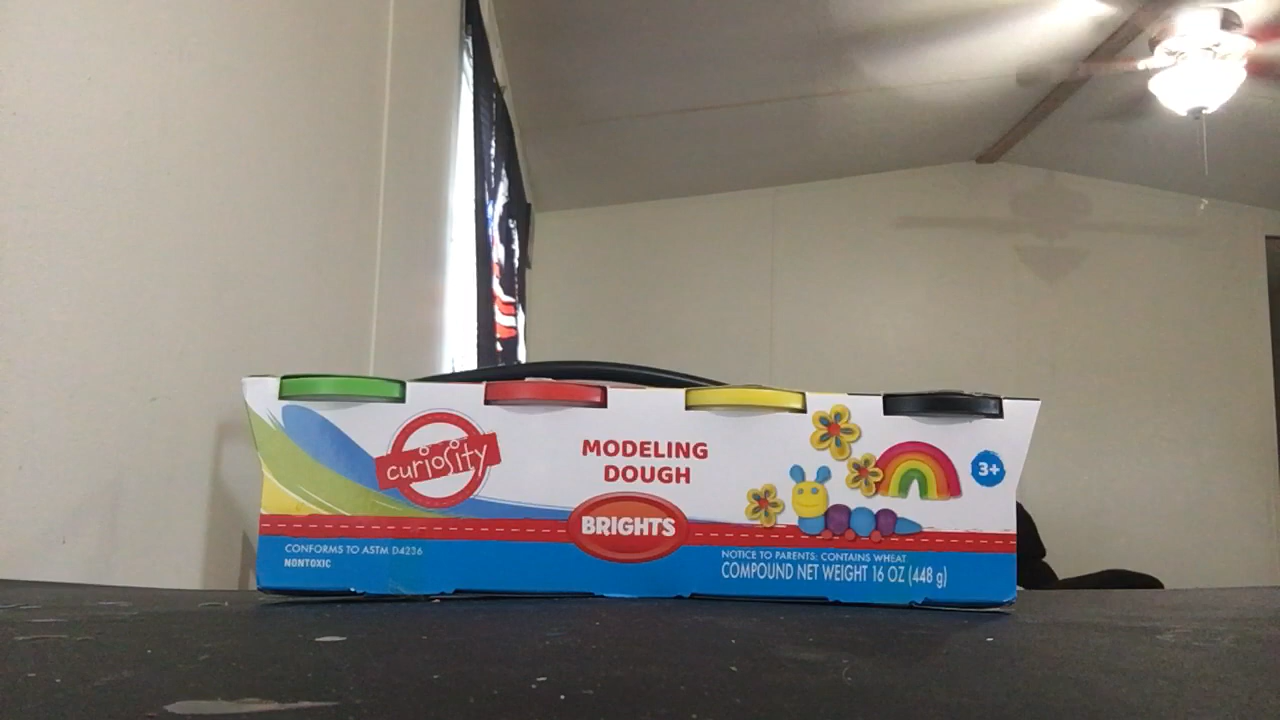 curiosity
MODELING
DOUGH
3+
BRIGHTS
CONFORMS TO ASTM D4236
NONTOXIC
NOTICE TO PARENTS: CONTAINS WHEAT
COMPOUND NET WEIGHT 16 OZ (448 g)